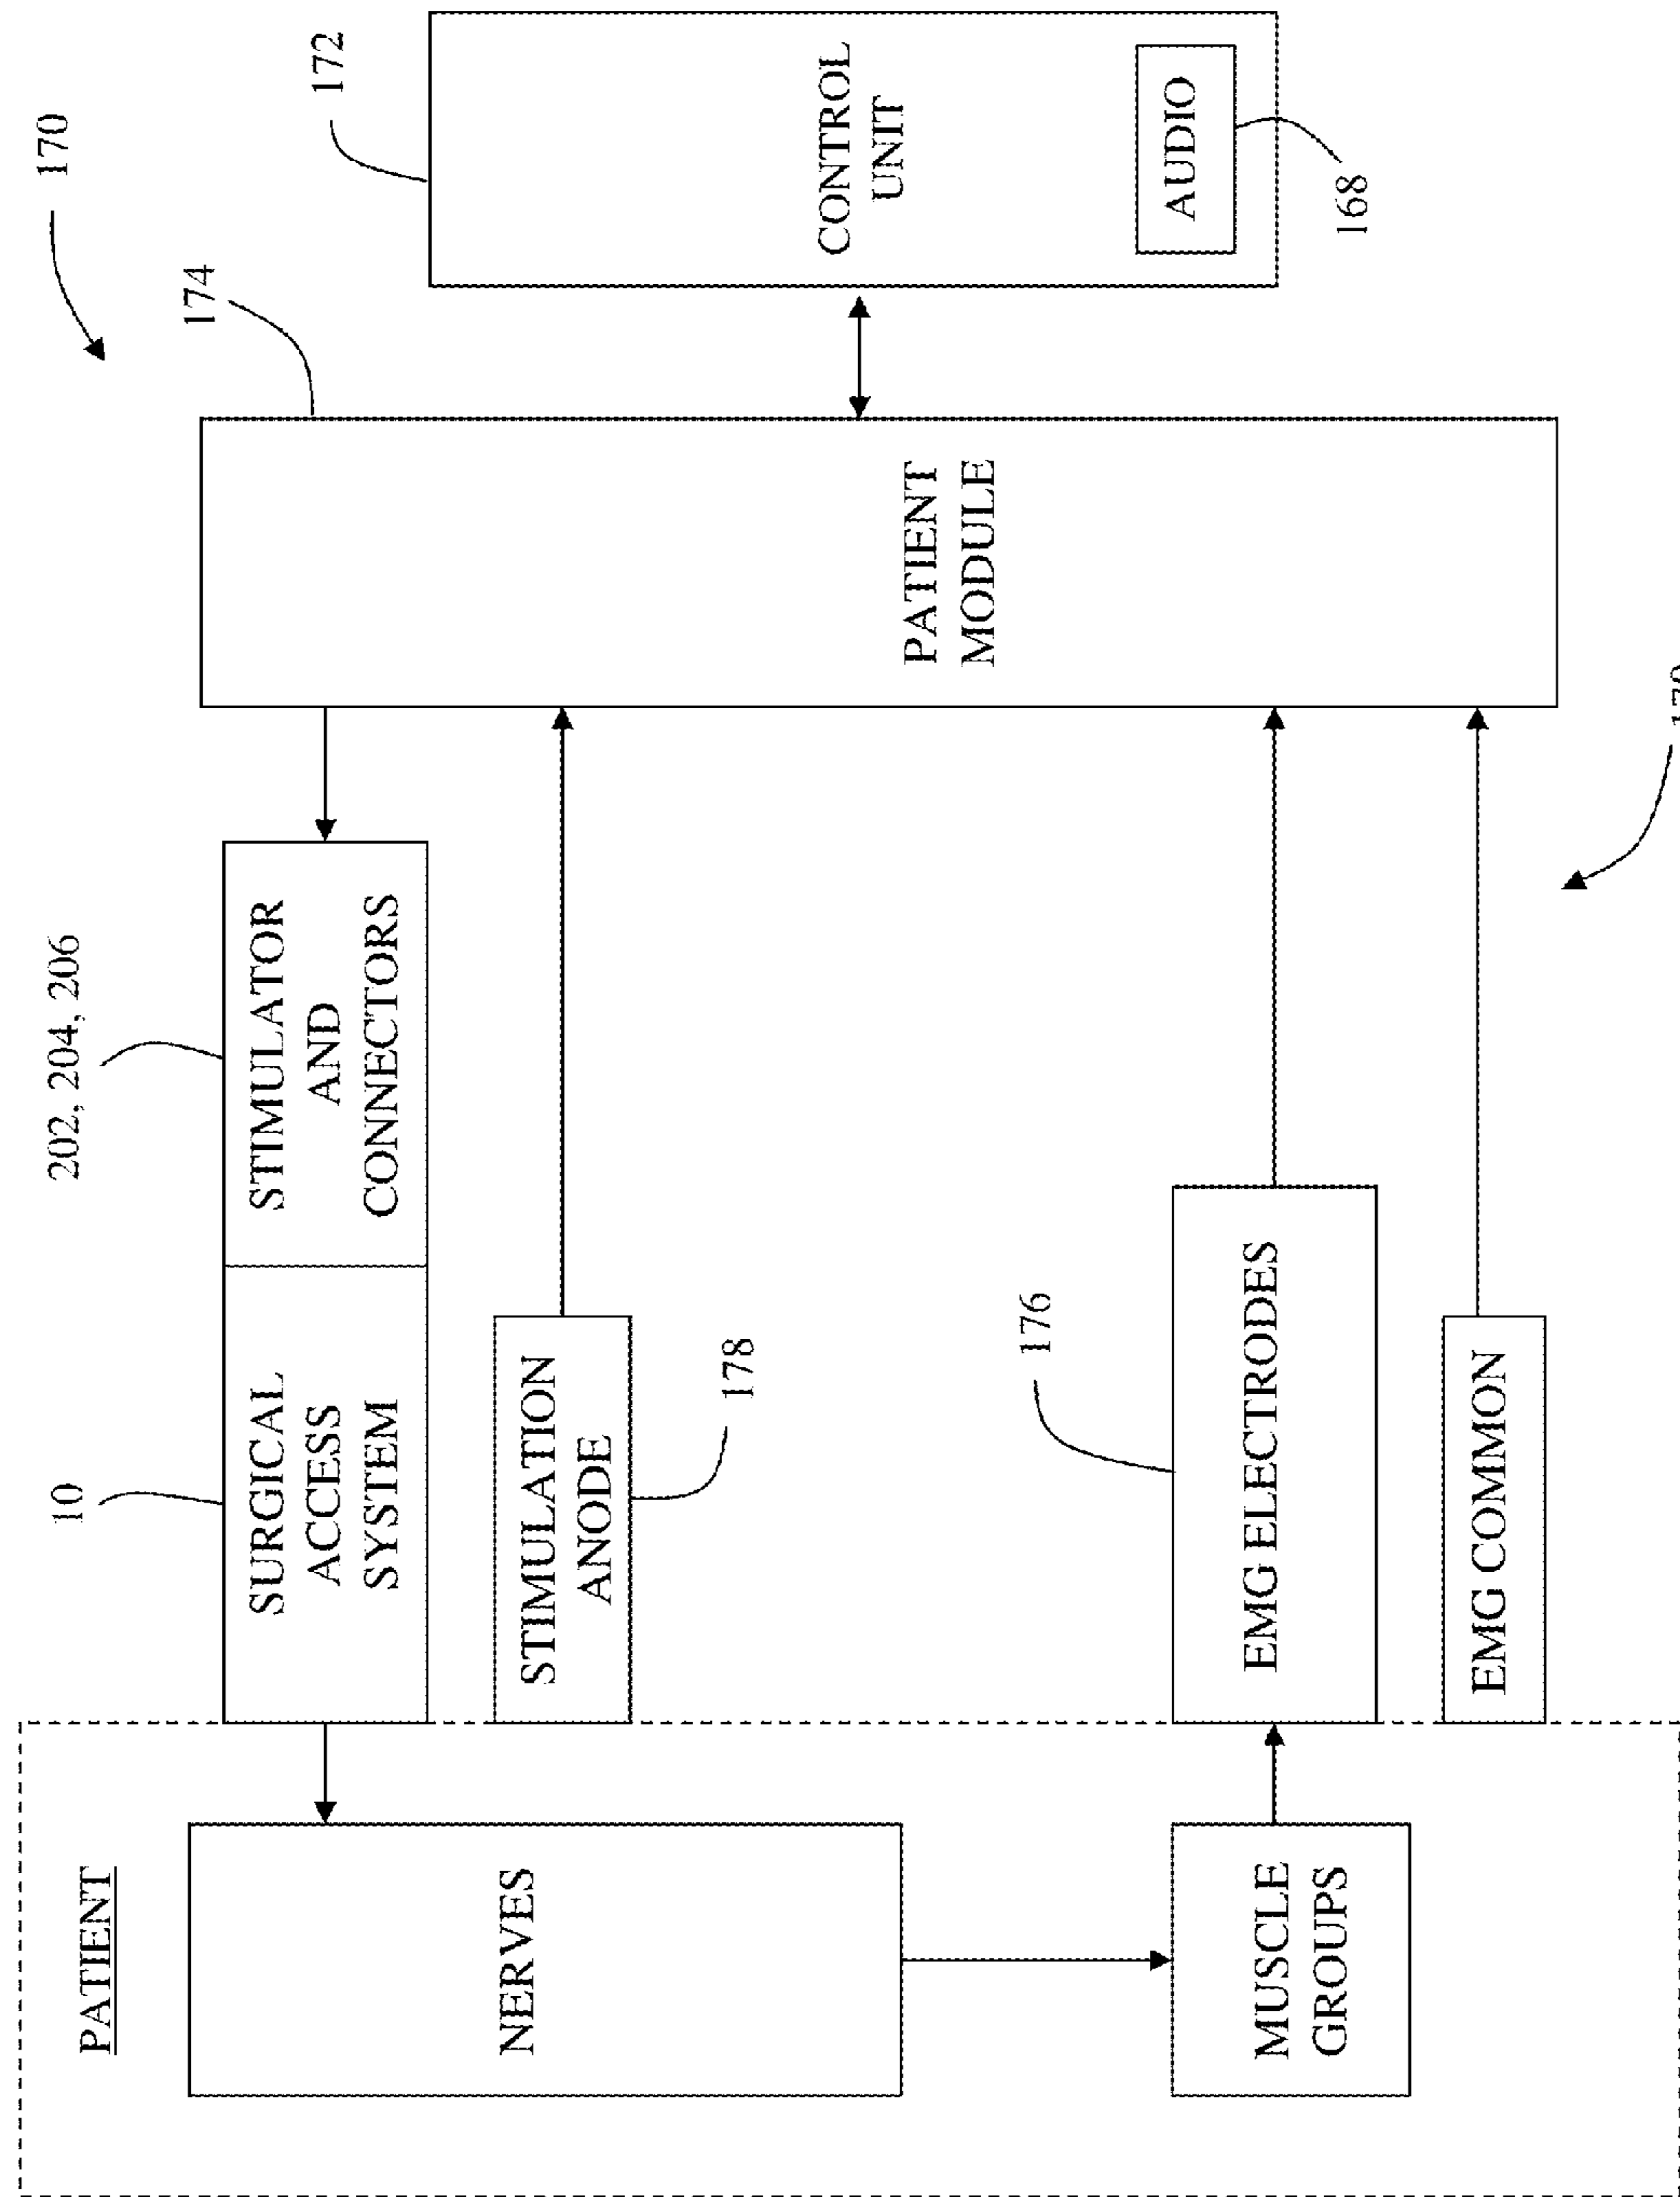 PATIENT
10
202, 204, 206
170
174
172
NERVES
SURGICAL
ACCESS
SYSTEM
STIMULATOR
AND
CONNECTORS
STIMULATION
ANODE
178
PATIENT
MODULE
CONTROL
UNIT
AUDIO
168
176
MUSCLE
GROUPS
EMG ELECTRODES
EMG COMMON